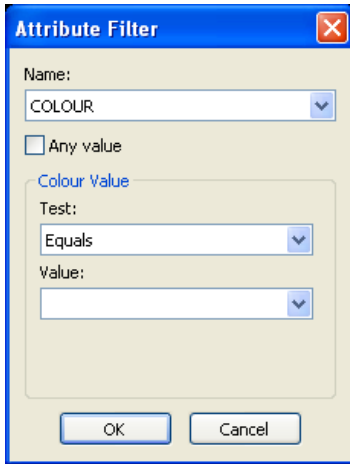 Attribute Filter
Name:
COLOUR
Any value
Colour Value
Test:
Equals
Value:
OK Cancel